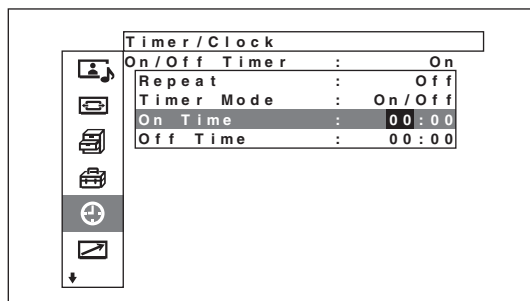 Timer/Clock
On/Off Timer : On
Repeat : Off
Timer Mode : On/Off
On Time : 00:00
Off Time : 00:00